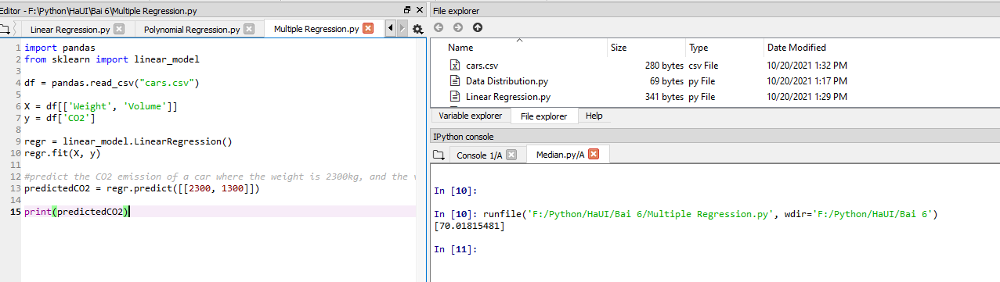 Editor - F:\Python\HaUI\Bai 6\Multiple Regression.py
Linear Regression.py
Polynomial Regression.py
Multiple Regression.py
1 import pandas
2 from sklearn import linear_model
3
4 df = pandas.read_csv("cars.csv")
5
6 X = df[['Weight', 'Volume']]
7 y = df['CO2']
8
9 regr = linear_model.LinearRegression()
10 regr.fit(X, y)
11
12 #predict the CO2 emission of a car where the weight is 2300kg, and the
13 predictedCO2 = regr.predict([[2300, 1300]])
14
15 print(predictedCO2)
File explorer
Name Size Type Date Modified
cars.csv 280 bytes csv File 10/20/2021 1:32 PM
Data Distribution.py 69 bytes py File 10/20/2021 1:17 PM
Linear Regression.py 341 bytes py File 10/20/2021 1:29 PM
Variable explorer File explorer Help
IPython console
Console 1/A Median.py/A
In [10]:
In [10]: runfile('F:/Python/HaUI/Bai 6/Multiple Regression.py', wdir='F:/Python/HaUI/Bai 6')
[70.01815481]
In [11]: